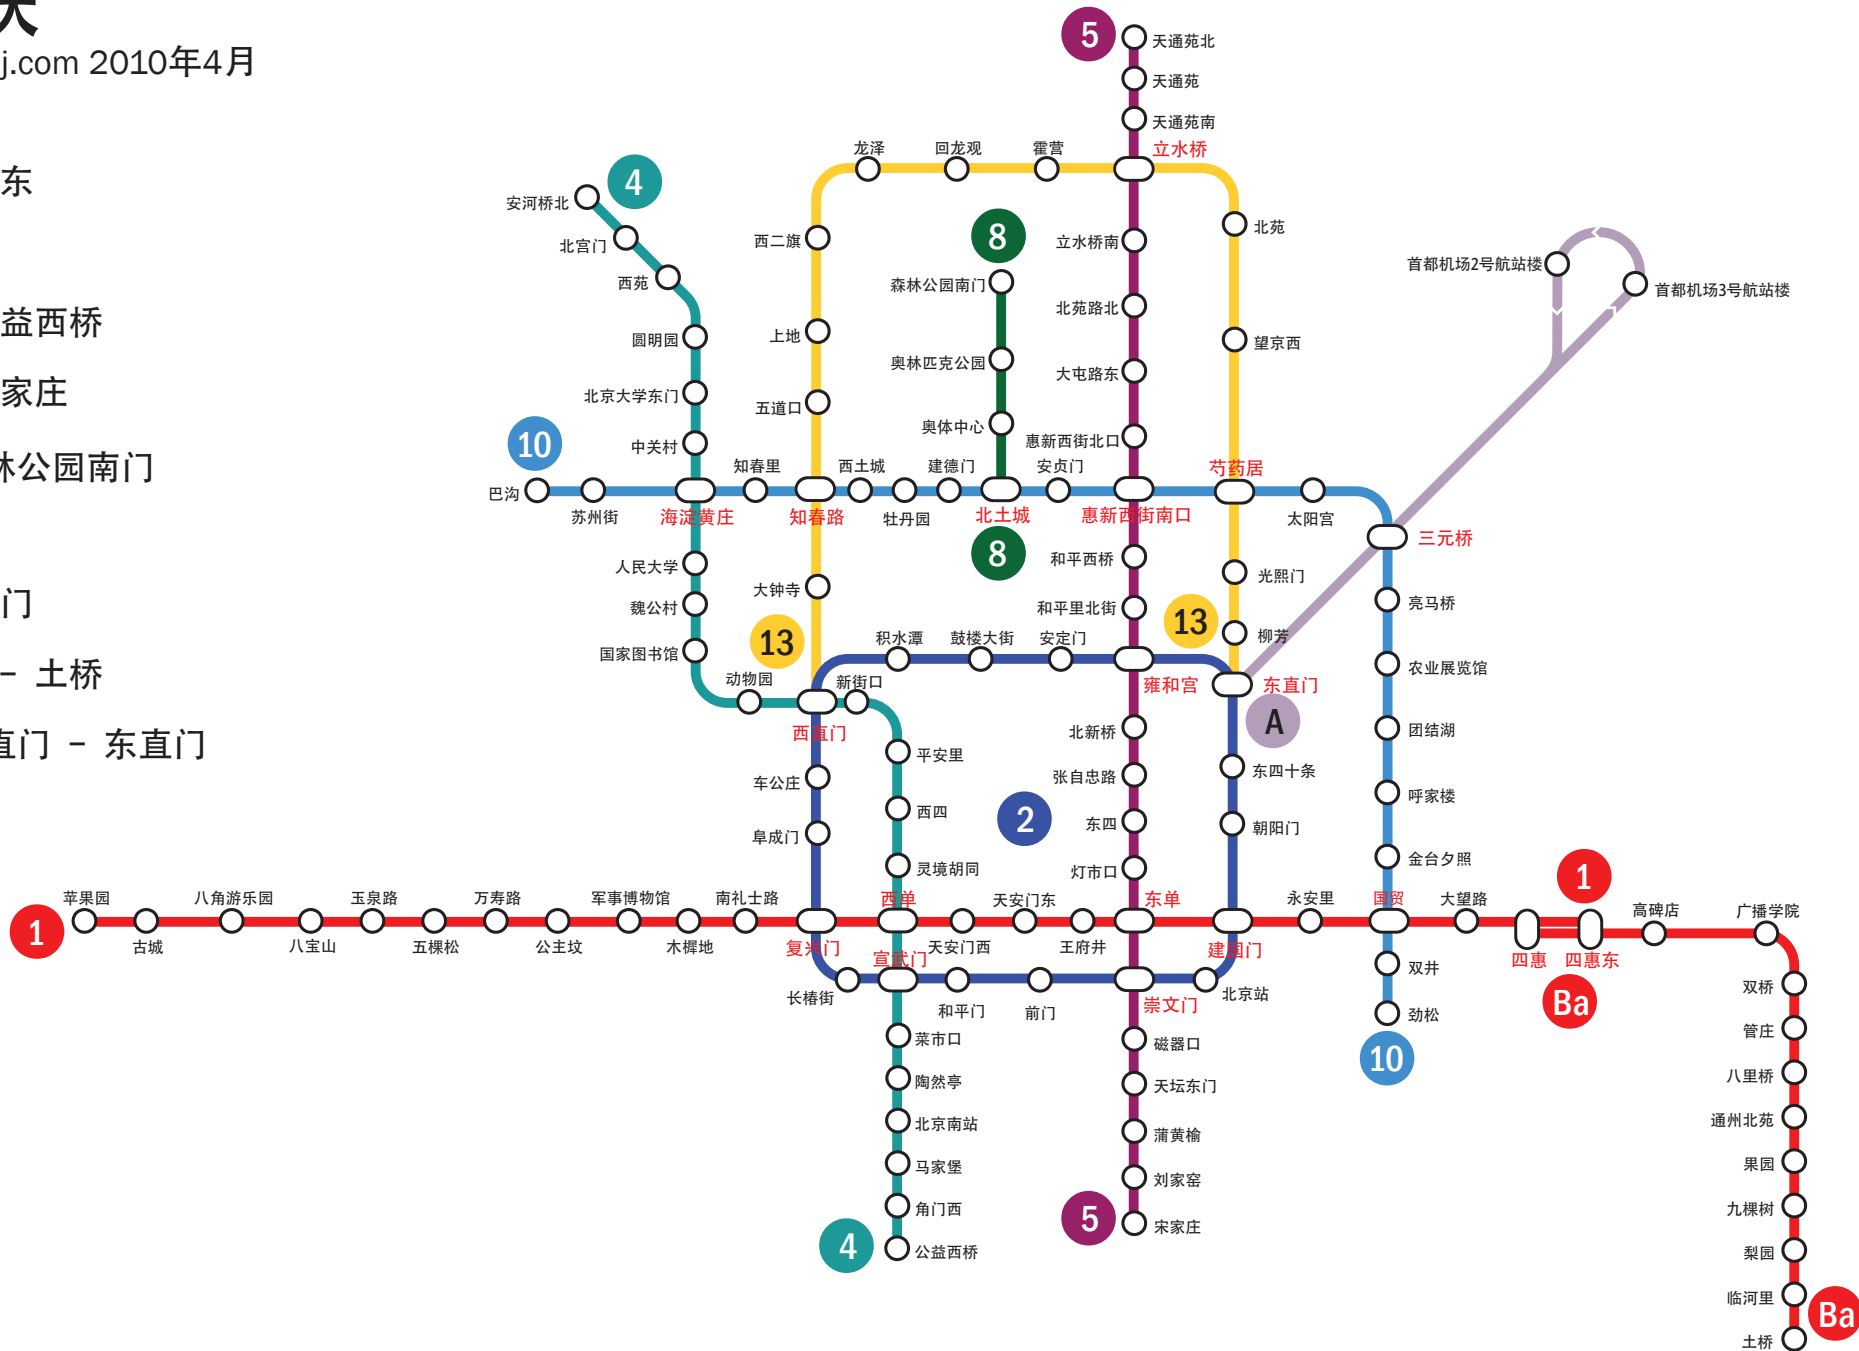 大
j.com 2010年4月
东
益西桥
家庄
林公园南门
门
– 土桥
直门 – 东直门
5
天通苑北
天通苑
天通苑南
立水桥
龙泽
回龙观
霍营
4
安河桥北
北宫门
西苑
圆明园
北京大学东门
中关村
西二旗
上地
五道口
8
森林公园南门
奥林匹克公园
奥体中心
立水桥南
北苑路北
大屯路东
惠新西街北口
北苑
望京西
首都机场2号航站楼
首都机场3号航站楼
10
巴沟
苏州街
海淀黄庄
知春里
知春路
西土城
牡丹园
建德门
北土城
安贞门
惠新西街南口
芍药居
太阳宫
三元桥
8
人民大学
魏公村
国家图书馆
动物园
大钟寺
13
新街口
西直门
积水潭
鼓楼大街
安定门
和平西桥
和平里北街
雍和宫
13
光熙门
柳芳
东直门
A
亮马桥
农业展览馆
团结湖
呼家楼
金台夕照
车公庄
阜成门
平安里
西四
灵境胡同
2
北新桥
张自忠路
东四
灯市口
东四十条
朝阳门
1
苹果园
古城
八角游乐园
八宝山
玉泉路
五棵松
万寿路
公主坟
军事博物馆
木樨地
南礼士路
复兴门
西单
天安门西
天安门东
王府井
东单
建国门
永安里
国贸
大望路
1
四惠
四惠东
Ba
高碑店
广播学院
长椿街
宣武门
和平门
前门
崇文门
北京站
双井
劲松
10
菜市口
陶然亭
北京南站
马家堡
角门西
公益西桥
4
磁器口
天坛东门
蒲黄榆
刘家窑
宋家庄
5
双桥
管庄
八里桥
通州北苑
果园
九棵树
梨园
临河里
土桥
Ba